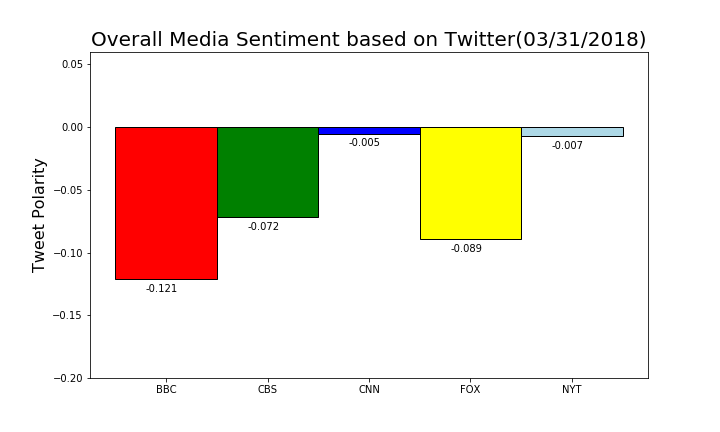 Overall Media Sentiment based on Twitter(03/31/2018)
Tweet Polarity
0.05
0.00
−0.05
−0.10
−0.15
−0.20
-0.121
-0.072
-0.005
-0.089
-0.007
BBC
CBS
CNN
FOX
NYT